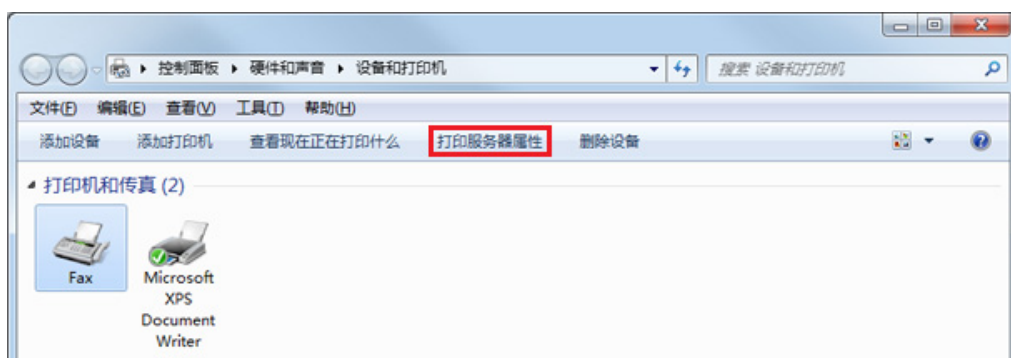 控制面板 ▸ 硬件和声音 ▸ 设备和打印机
搜索 设备和打印机
文件(F) 编辑(E) 查看(V) 工具(T) 帮助(H)
添加设备 添加打印机 查看现在正在打印什么 打印服务器属性 删除设备
打印机和传真 (2)
Fax
Microsoft
XPS
Document
Writer